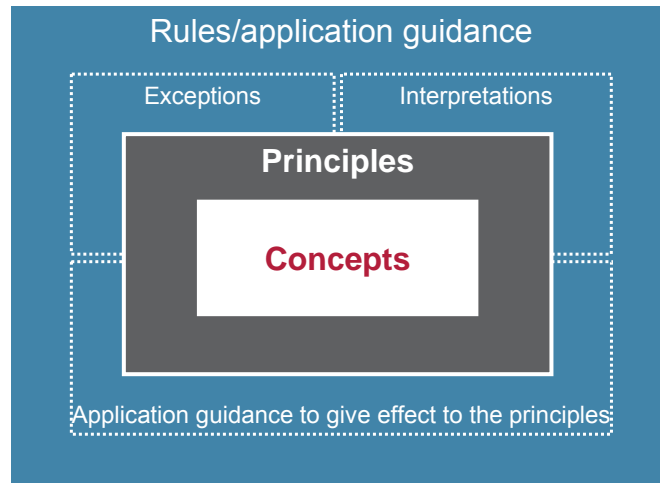 Rules/application guidance
Exceptions
Interpretations
Principles
Concepts
Application guidance to give effect to the principles